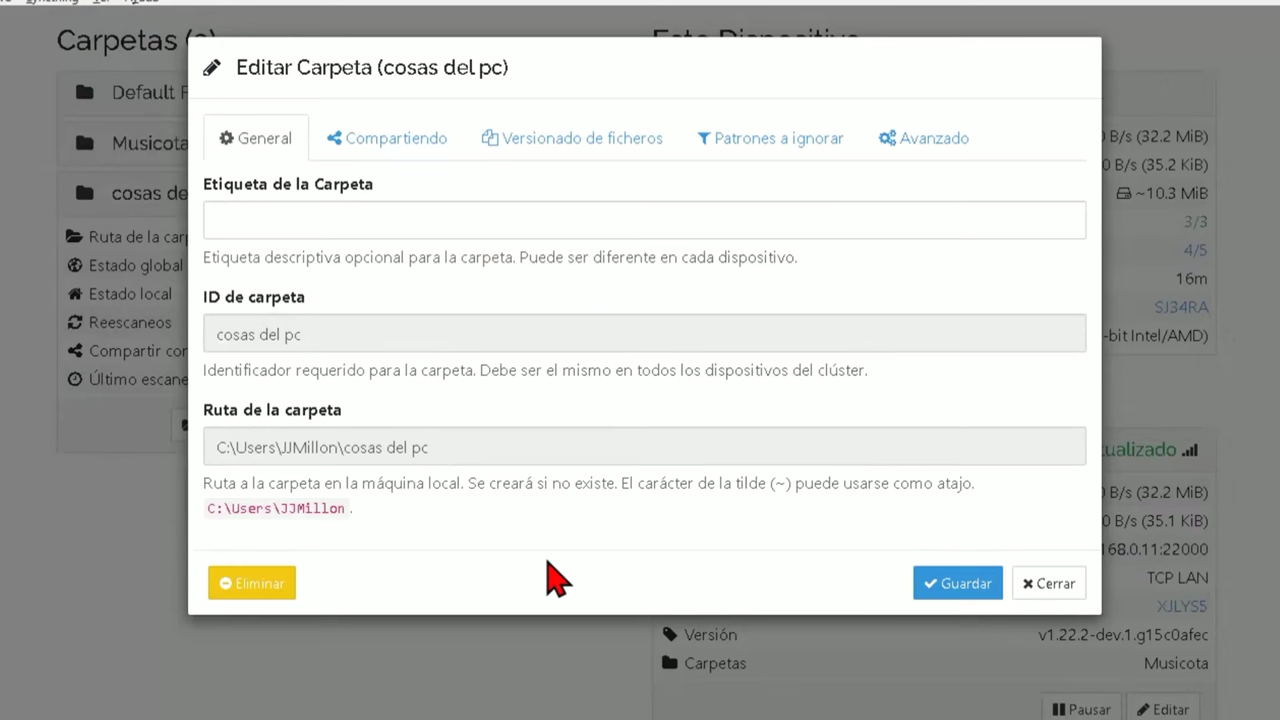 Syncthing Ver Ayuda
Carpetas
Este Dispositivo
Default
Musicota
cosas de
Ruta de la
Estado global
Estado local
Reescaneos
Compartir
Último
Editar Carpeta (cosas del pc)
General
Compartiendo
Versionado de ficheros
Patrones a ignorar
Avanzado
Etiqueta de la Carpeta
Etiqueta descriptiva opcional para la carpeta. Puede ser diferente en cada dispositivo.
ID de carpeta
cosas del pc
Identificador requerido para la carpeta. Debe ser el mismo en todos los dispositivos del clúster.
Ruta de la carpeta
C:\Users\JJMillon\cosas del pc
Ruta a la carpeta en la máquina local. Se creará si no existe. El carácter de la tilde (~) puede usarse como atajo.
C:\Users\JJMillon .
Eliminar
Guardar
Cerrar
0 B/s (32.2 MiB)
0 B/s (35.2 KiB)
~10.3 MiB
3/3
4/5
16m
SJ34RA
-bit Intel/AMD)
ualizado
0 B/s (32.2 MiB)
0 B/s (35.1 KiB)
168.0.11:22000
TCP LAN
XJLYS5
Versión v1.22.2-dev.1.g15c0afec
Carpetas Musicota
Pausar Editar